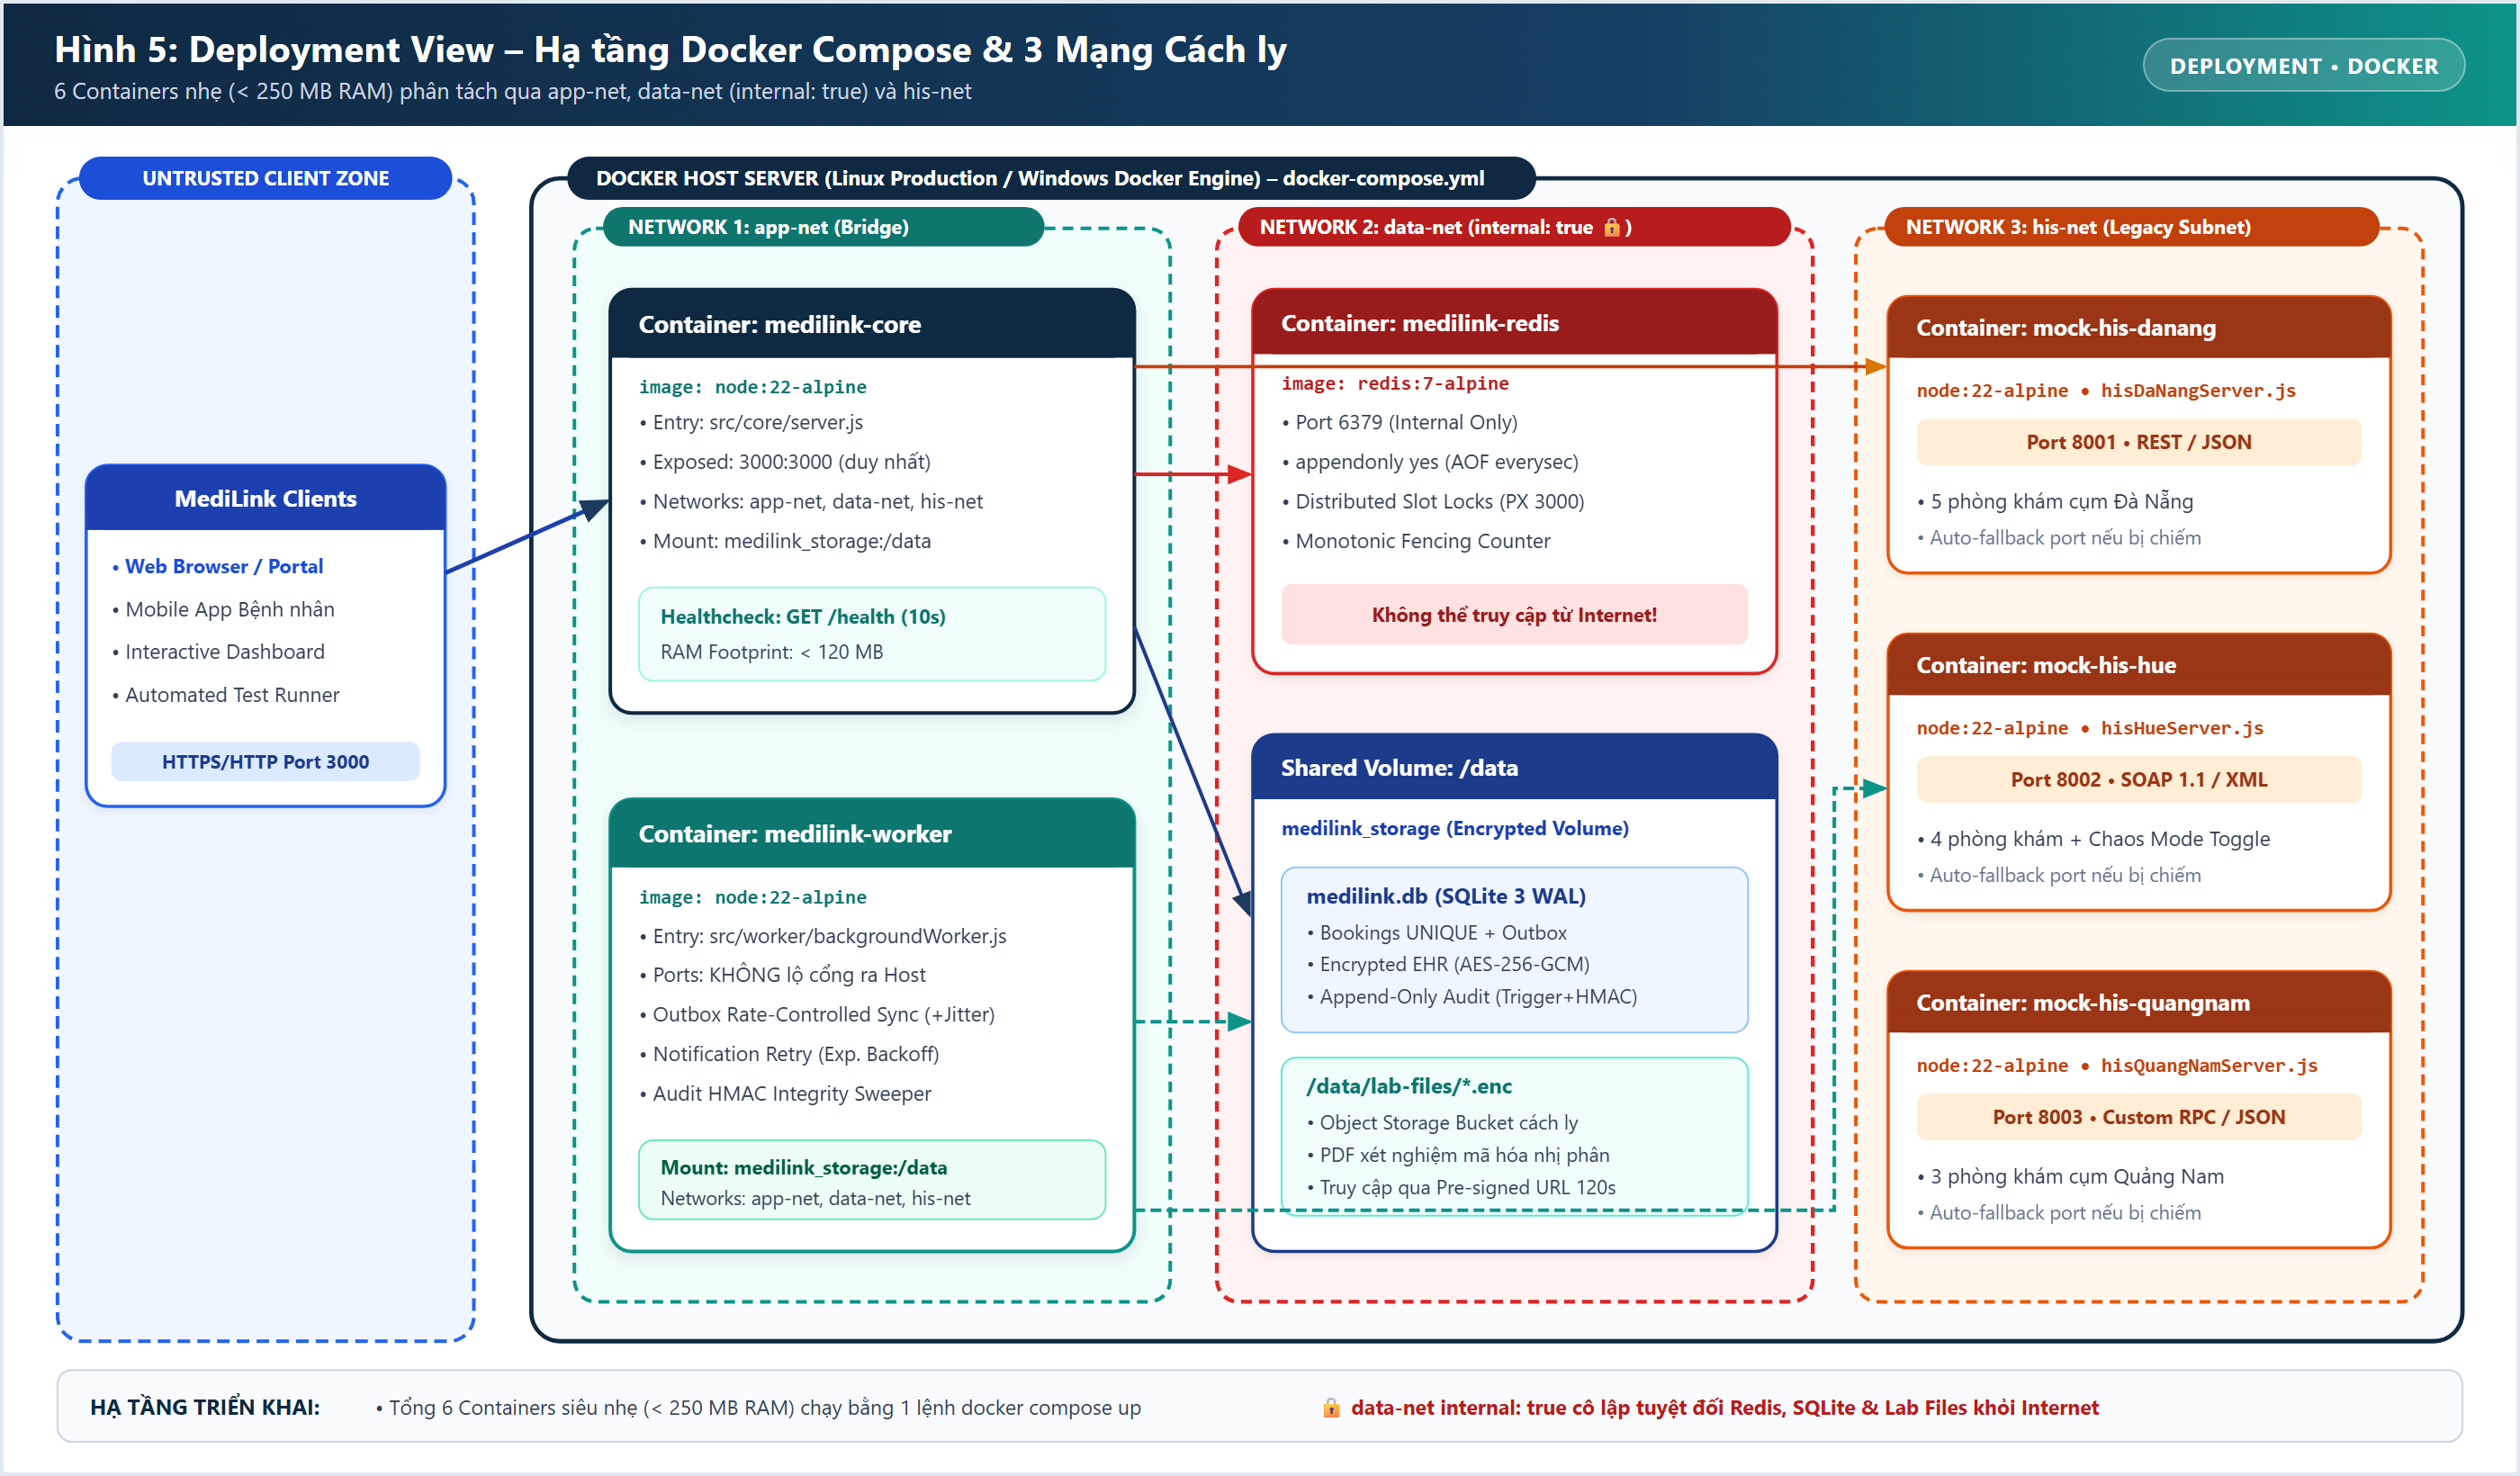 Hình 5: Deployment View – Hạ tầng Docker Compose & 3 Mạng Cách ly
6 Containers nhẹ (< 250 MB RAM) phân tách qua app-net, data-net (internal: true) và his-net
DEPLOYMENT • DOCKER
UNTRUSTED CLIENT ZONE
MediLink Clients
• Web Browser / Portal
• Mobile App Bệnh nhân
• Interactive Dashboard
• Automated Test Runner
HTTPS/HTTP Port 3000
DOCKER HOST SERVER (Linux Production / Windows Docker Engine) – docker-compose.yml
NETWORK 1: app-net (Bridge)
Container: medilink-core
image: node:22-alpine
• Entry: src/core/server.js
• Exposed: 3000:3000 (duy nhất)
• Networks: app-net, data-net, his-net
• Mount: medilink_storage:/data
Healthcheck: GET /health (10s)
RAM Footprint: < 120 MB
Container: medilink-worker
image: node:22-alpine
• Entry: src/worker/backgroundWorker.js
• Ports: KHÔNG lộ cổng ra Host
• Outbox Rate-Controlled Sync (+Jitter)
• Notification Retry (Exp. Backoff)
• Audit HMAC Integrity Sweeper
Mount: medilink_storage:/data
Networks: app-net, data-net, his-net
NETWORK 2: data-net (internal: true 🔒)
Container: medilink-redis
image: redis:7-alpine
• Port 6379 (Internal Only)
• appendonly yes (AOF everysec)
• Distributed Slot Locks (PX 3000)
• Monotonic Fencing Counter
Không thể truy cập từ Internet!
Shared Volume: /data
medilink_storage (Encrypted Volume)
medilink.db (SQLite 3 WAL)
• Bookings UNIQUE + Outbox
• Encrypted EHR (AES-256-GCM)
• Append-Only Audit (Trigger+HMAC)
/data/lab-files/*.enc
• Object Storage Bucket cách ly
• PDF xét nghiệm mã hóa nhị phân
• Truy cập qua Pre-signed URL 120s
NETWORK 3: his-net (Legacy Subnet)
Container: mock-his-danang
node:22-alpine • hisDaNangServer.js
Port 8001 • REST / JSON
• 5 phòng khám cụm Đà Nẵng
• Auto-fallback port nếu bị chiếm
Container: mock-his-hue
node:22-alpine • hisHueServer.js
Port 8002 • SOAP 1.1 / XML
• 4 phòng khám + Chaos Mode Toggle
• Auto-fallback port nếu bị chiếm
Container: mock-his-quangnam
node:22-alpine • hisQuangNamServer.js
Port 8003 • Custom RPC / JSON
• 3 phòng khám cụm Quảng Nam
• Auto-fallback port nếu bị chiếm
HẠ TẦNG TRIỂN KHAI:
• Tổng 6 Containers siêu nhẹ (< 250 MB RAM) chạy bằng 1 lệnh docker compose up
🔒 data-net internal: true cô lập tuyệt đối Redis, SQLite & Lab Files khỏi Internet